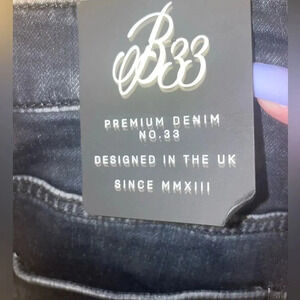 B33
PREMIUM DENIM
NO.33
DESIGNED IN THE UK
SINCE MMXIII